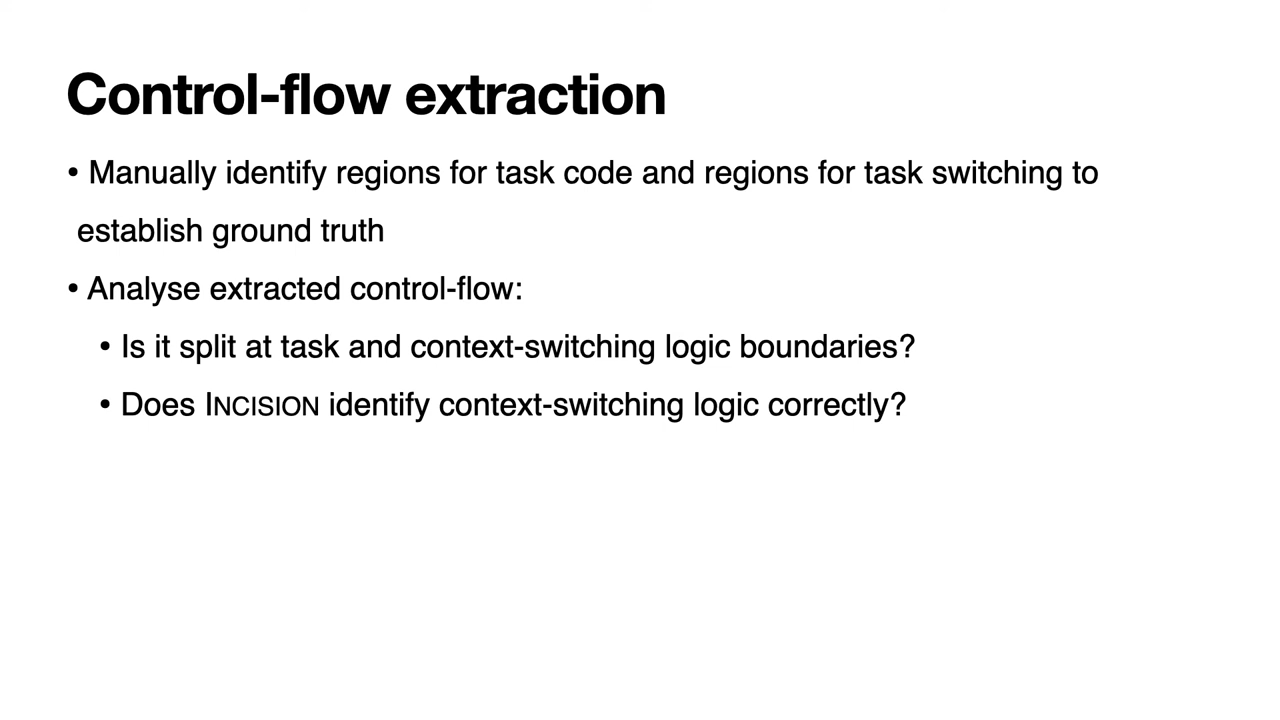 Control-flow extraction
• Manually identify regions for task code and regions for task switching to
establish ground truth
• Analyse extracted control-flow:
• Is it split at task and context-switching logic boundaries?
• Does INCISION identify context-switching logic correctly?